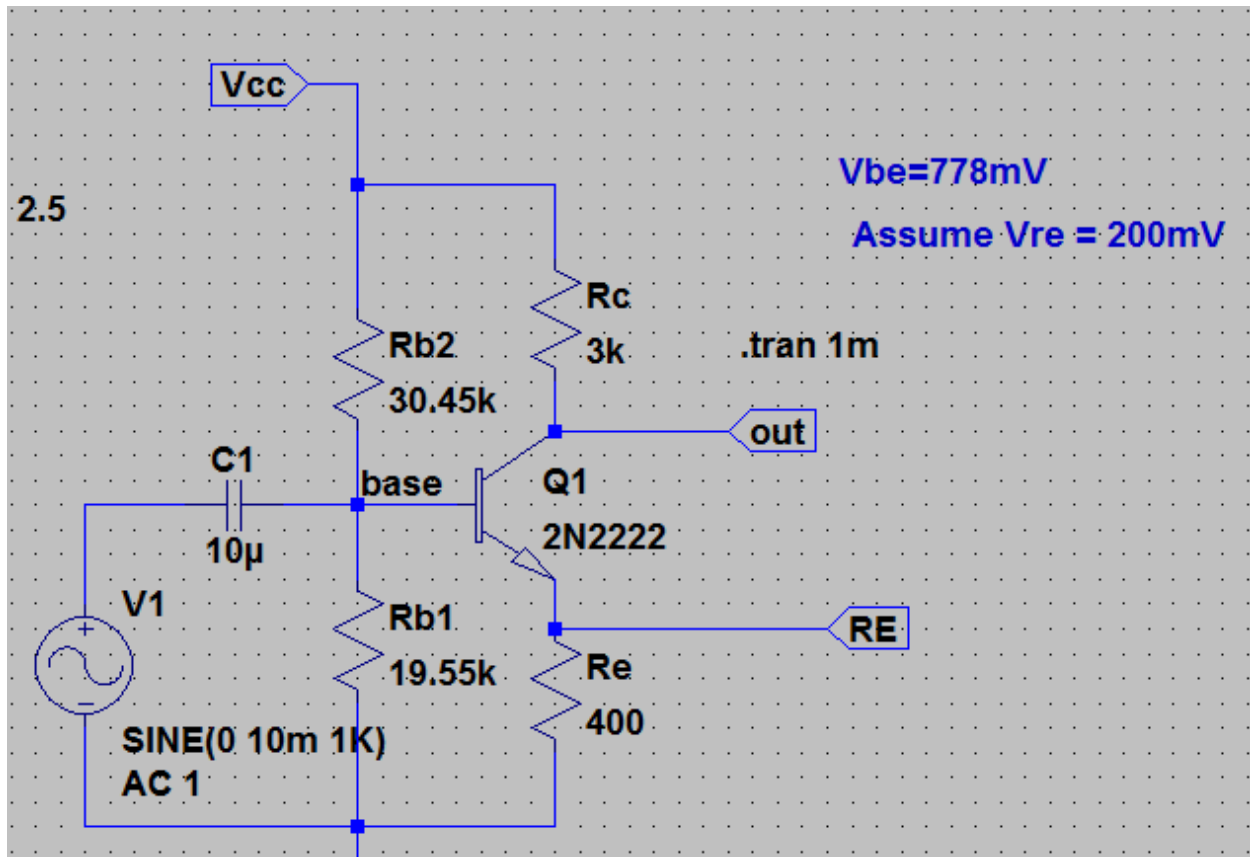 Vcc
Vbe=778mV
2.5
Assume Vre = 200mV
Rc
3k
.tran 1m
Rb2
30.45k
out
C1
base
Q1
10µ
2N2222
V1
Rb1
19.55k
RE
Re
400
SINE(0 10m 1K)
AC 1